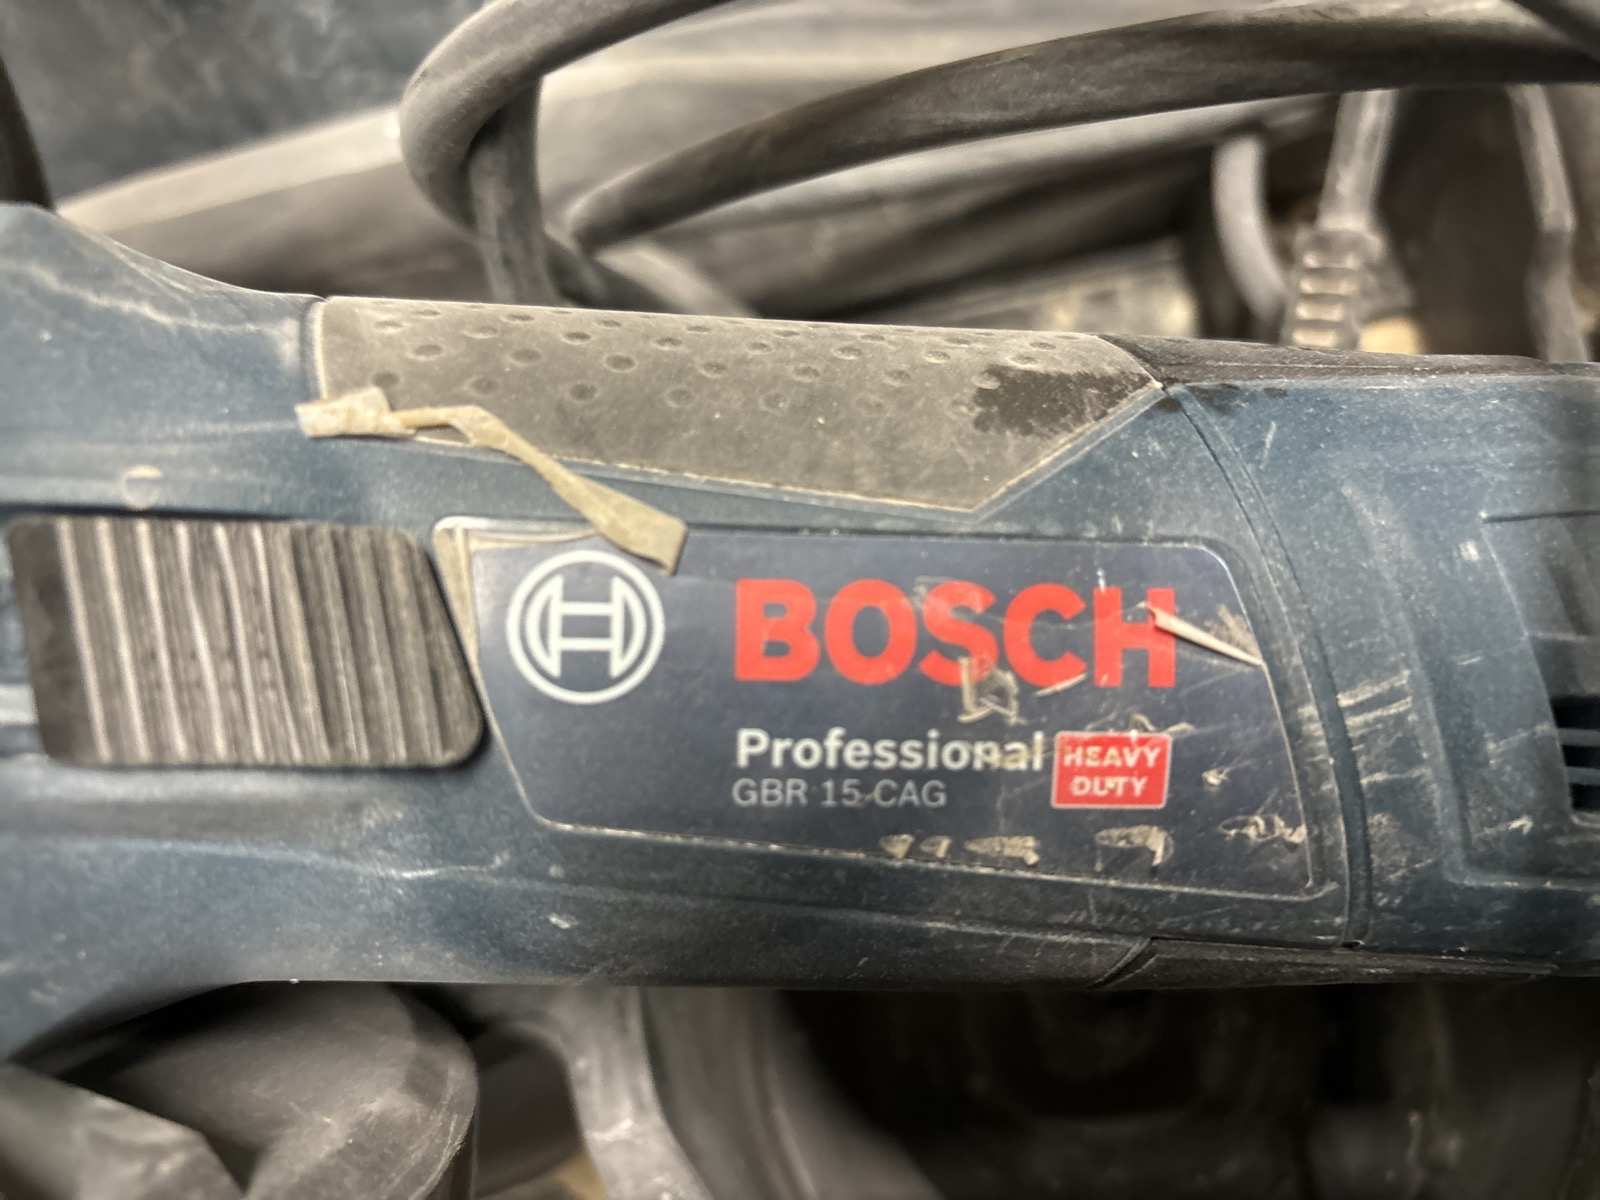 BOSCH
Professional
HEAVY
DUTY
GBR 15 CAG